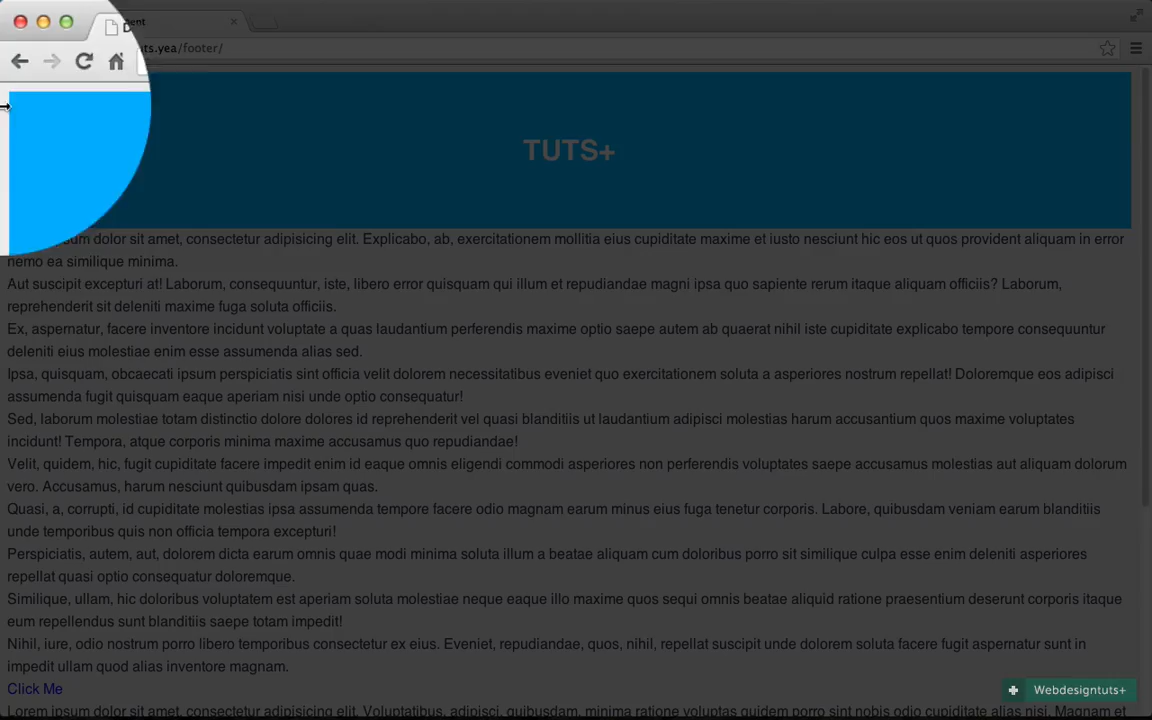 ent
ts.yea/footer/
TUTS+
sum dolor sit amet, consectetur adipisicing elit. Explicabo, ab, exercitationem mollitia eius cupiditate maxime et iusto nesciunt hic eos ut quos provident aliquam in error
nemo ea similique minima.
Aut suscipit excepturi at! Laborum, consequuntur, iste, libero error quisquam qui illum et repudiandae magni ipsa quo sapiente rerum itaque aliquam officiis? Laborum,
reprehenderit sit deleniti maxime fuga soluta officiis.
Ex, aspernatur, facere inventore incidunt voluptate a quas laudantium perferendis maxime optio saepe autem ab quaerat nihil iste cupiditate explicabo tempore consequuntur
deleniti eius molestiae enim esse assumenda alias sed.
Ipsa, quisquam, obcaecati ipsum perspiciatis sint officia velit dolorem necessitatibus eveniet quo exercitationem soluta a asperiores nostrum repellat! Doloremque eos adipisci
assumenda fugit quisquam eaque aperiam nisi unde optio consequatur!
Sed, laborum molestiae totam distinctio dolore dolores id reprehenderit vel quasi blanditiis ut laudantium adipisci molestias harum accusantium quos maxime voluptates
incidunt! Tempora, atque corporis minima maxime accusamus quo repudiandae!
Velit, quidem, hic, fugit cupiditate facere impedit enim id eaque omnis eligendi commodi asperiores non perferendis voluptates saepe accusamus molestias aut aliquam dolorum
vero. Accusamus, harum nesciunt quibusdam ipsam quas.
Quasi, a, corrupti, id cupiditate molestias ipsa assumenda tempore facere odio magnam earum minus eius fuga tenetur corporis. Labore, quibusdam veniam earum blanditiis
unde temporibus quis non officia tempora excepturi!
Perspiciatis, autem, aut, dolorem dicta earum omnis quae modi minima soluta illum a beatae aliquam cum doloribus porro sit similique culpa esse enim deleniti asperiores
repellat quasi optio consequatur doloremque.
Similique, ullam, hic doloribus voluptatem est aperiam soluta molestiae neque eaque illo maxime quos sequi omnis beatae aliquid ratione praesentium deserunt corporis itaque
eum repellendus sunt blanditiis saepe totam impedit!
Nihil, iure, odio nostrum porro libero temporibus consectetur ex eius. Eveniet, repudiandae, quos, nihil, repellat suscipit unde dolorem soluta facere fugit aspernatur sunt in
impedit ullam quod alias inventore magnam.
Click Me
Webdesigntuts+
Lorem ipsum dolor sit amet, consectetur adipisicing elit. Voluptatibus, adipisci, quibusdam, minima ratione voluptas quidem porro sit nobis odio cupiditate alias nisi. Magnam et